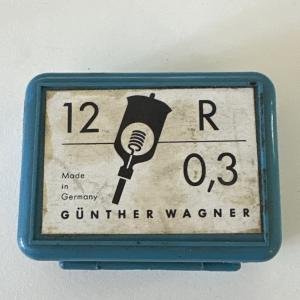 12 R
0,3
Made
in
Germany
GÜNTHER WAGNER